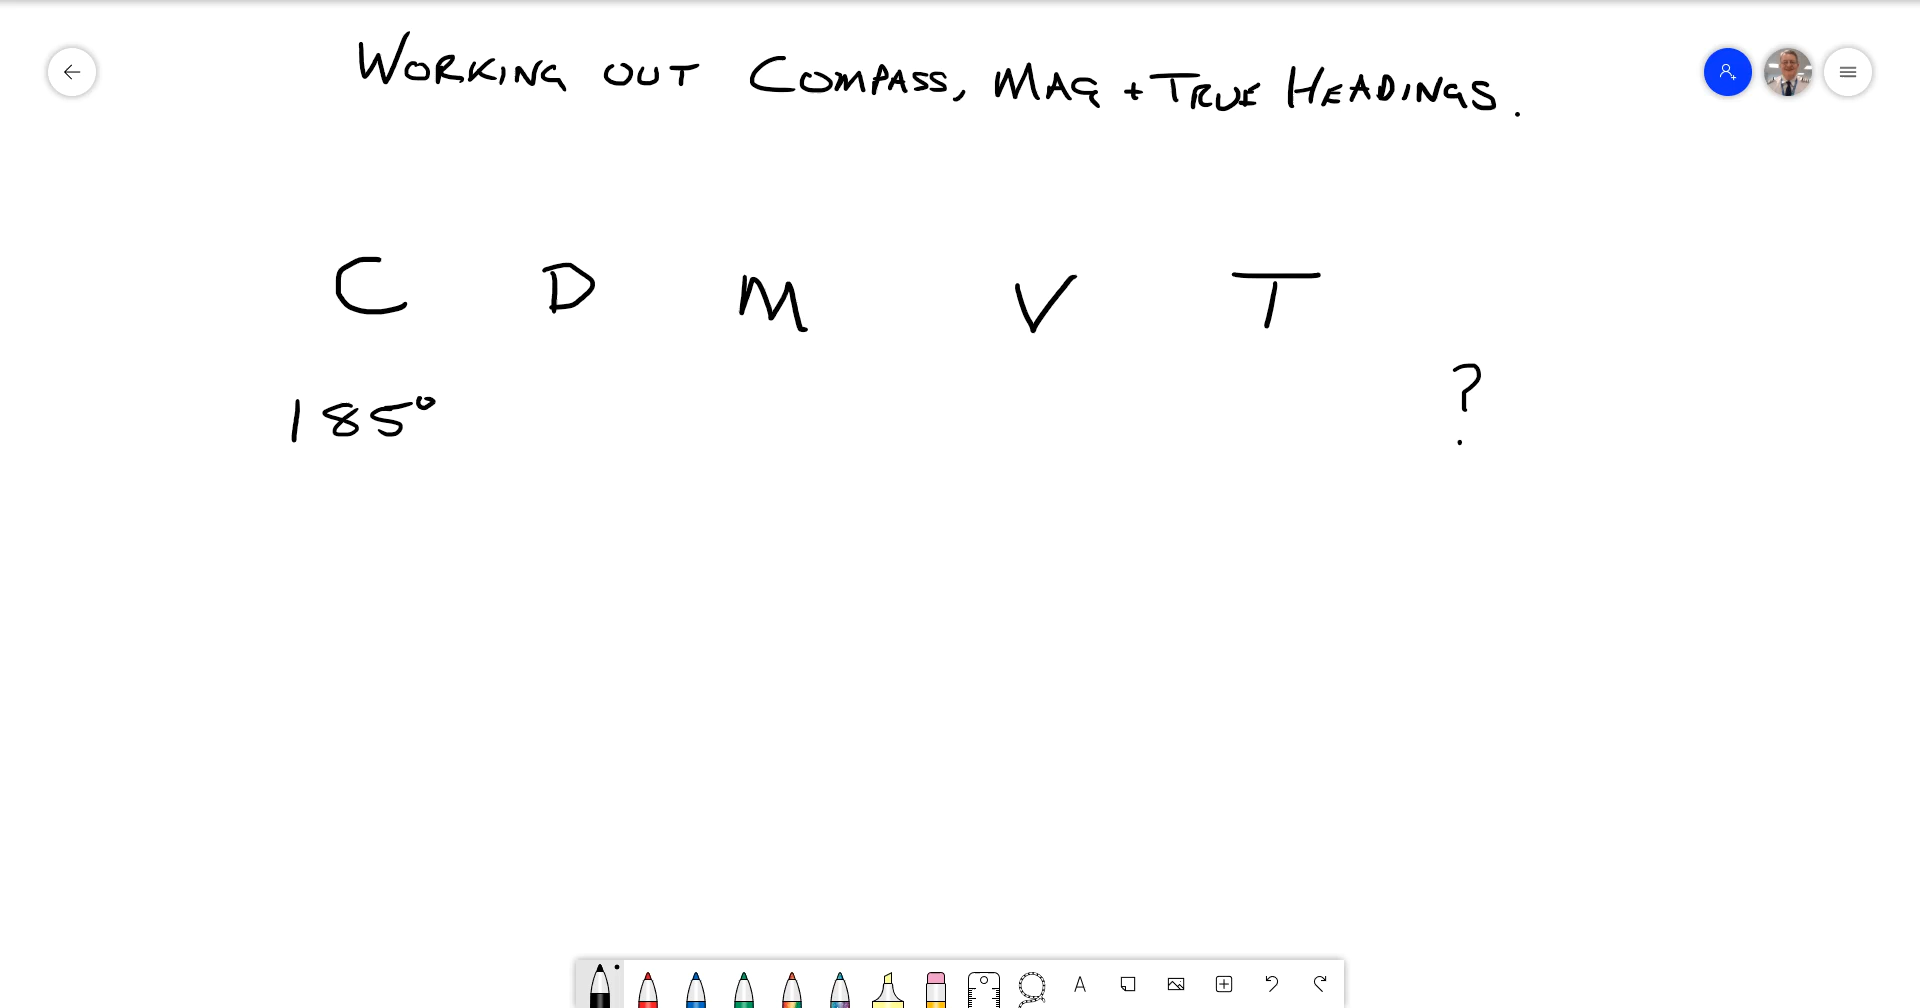 WORKING OUT COMPASS, MAG + TRUE HEADINGS.
C D M V T
185° ?
A